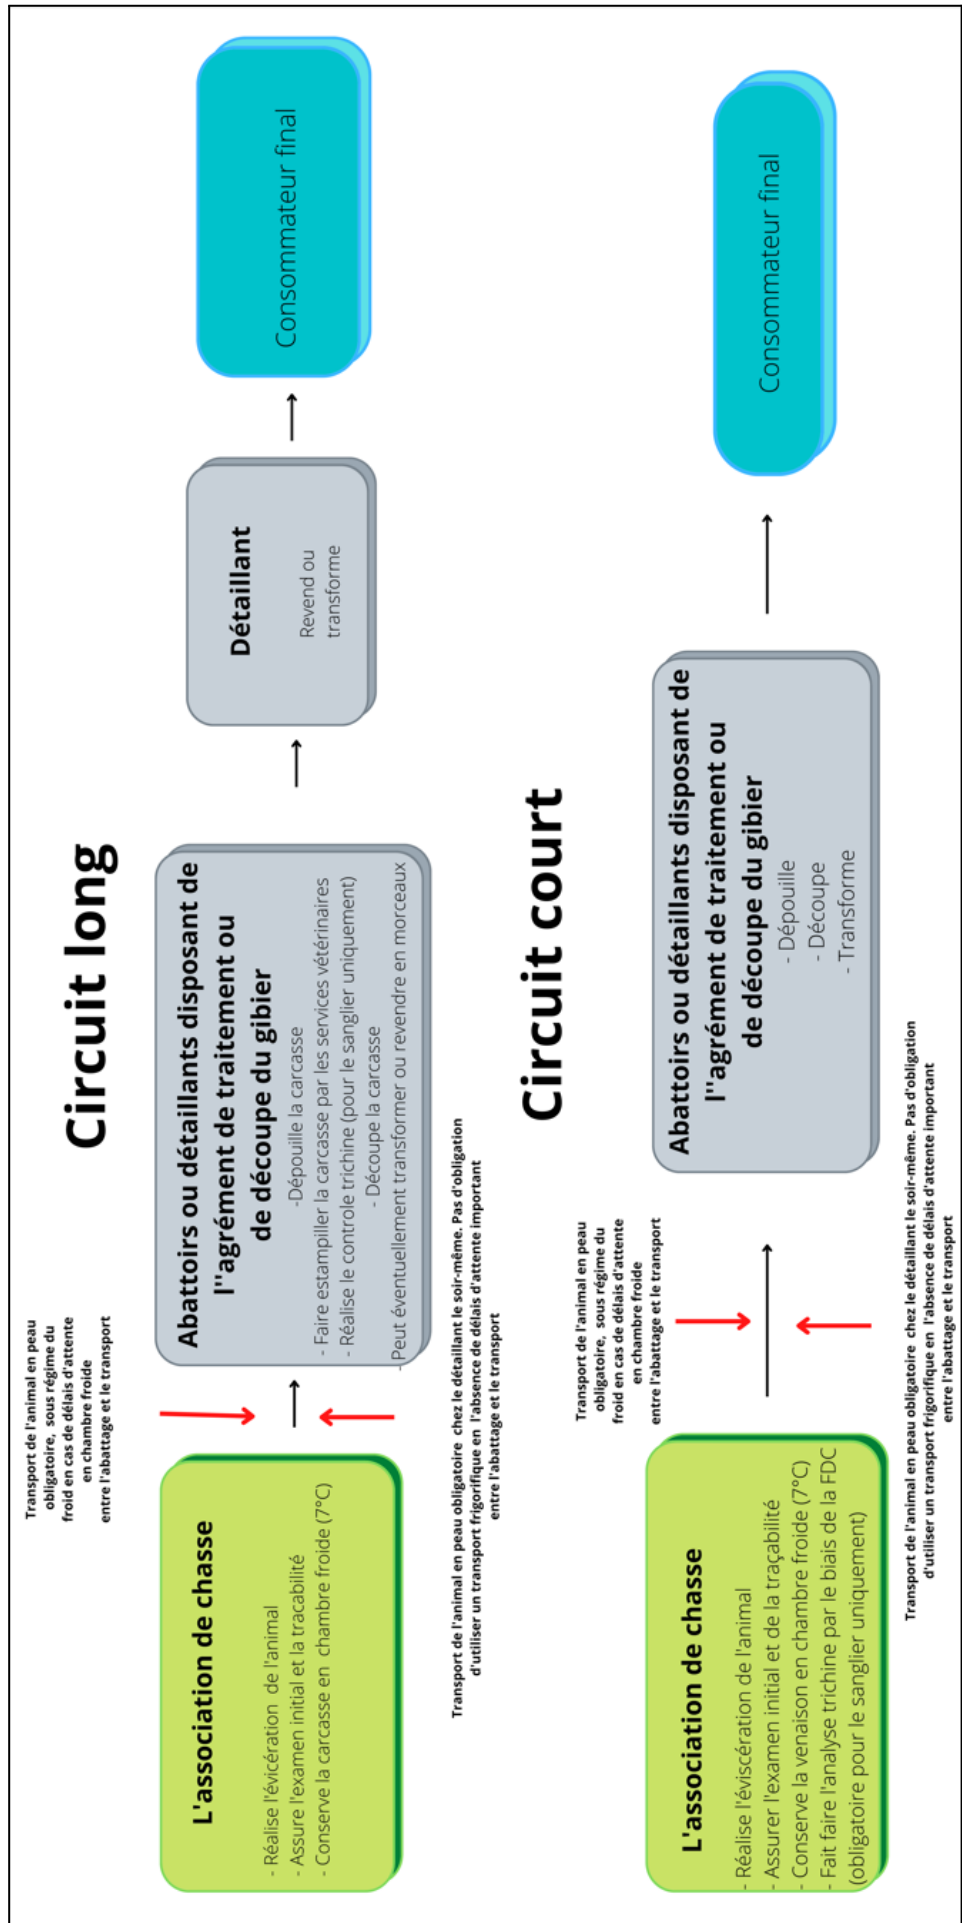 Circuit long
Transport de l'animal en peau
obligatoire, sous régime du
froid en cas de délais d'attente
en chambre froide
entre l'abattage et le transport
L'association de chasse
- Réalise l'évicération de l'animal
- Assure l'examen initial et la tracabilité
- Conserve la carcasse en chambre froide (7°C)
Transport de l'animal en peau obligatoire chez le détaillant le soir-même. Pas d'obligation
d'utiliser un transport frigorifique en l'absence de délais d'attente important
entre l'abattage et le transport
Abattoirs ou détaillants disposant de
l''agrément de traitement ou
de découpe du gibier
-Dépouille la carcasse
- Faire estampiller la carcasse par les services vétérinaires
- Réalise le controle trichine (pour le sanglier uniquement)
- Découpe la carcasse
- Peut éventuellement transformer ou revendre en morceaux
Détaillant
Revend ou
transforme
Consommateur final
Circuit court
Transport de l'animal en peau
obligatoire, sous régime du
froid en cas de délais d'attente
en chambre froide
entre l'abattage et le transport
L'association de chasse
- Réalise l'éviscération de l'animal
- Assurer l'examen initial et de la traçabilité
- Conserve la venaison en chambre froide (7°C)
- Fait faire l'analyse trichine par le biais de la FDC
(obligatoire pour le sanglier uniquement)
Transport de l'animal en peau obligatoire chez le détaillant le soir-même. Pas d'obligation
d'utiliser un transport frigorifique en l'absence de délais d'attente important
entre l'abattage et le transport
Abattoirs ou détaillants disposant de
l''agrément de traitement ou
de découpe du gibier
- Dépouille
- Découpe
- Transforme
Consommateur final